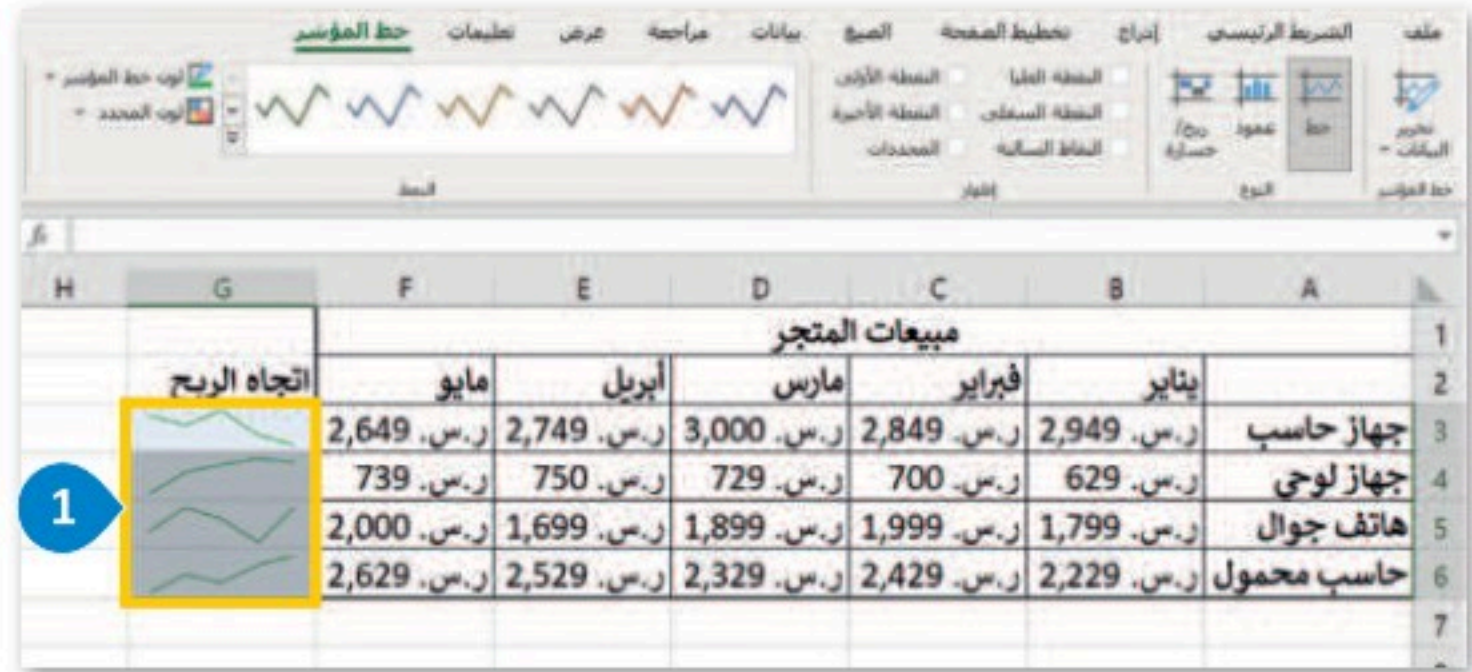 ملف الشريط الرئيسي إدراج تخطيط الصفحة الصيغ بيانات مراجعة عرض تعليمات خط المؤشر
النقطة العليا النقطة الأولى لون خط المؤشر
النقطة السفلى النقطة الأخيرة لون المحدد
تحرير البيانات خط عمود ربح/خسارة
النقاط السالبة المحددات
خط المؤشر النوع إظهار النمط
fx
A B C D E F G H
1 مبيعات المتجر
2 يناير فبراير مارس أبريل مايو اتجاه الربح
3 جهاز حاسب ر.س. 2,949 ر.س. 2,849 ر.س. 3,000 ر.س. 2,749 ر.س. 2,649
4 جهاز لوحي ر.س. 629 ر.س. 700 ر.س. 729 ر.س. 750 ر.س. 739
5 هاتف جوال ر.س. 1,799 ر.س. 1,999 ر.س. 1,899 ر.س. 1,699 ر.س. 2,000
6 حاسب محمول ر.س. 2,229 ر.س. 2,429 ر.س. 2,329 ر.س. 2,529 ر.س. 2,629
7
1